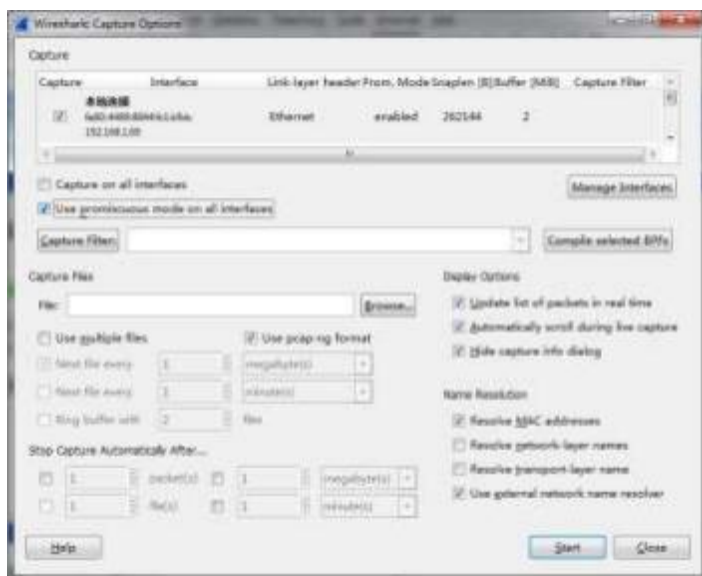 Wireshark: Capture Options
Capture
Capture Interface Link-layer header Prom. Mode Snaplen [B] Buffer [MiB] Capture Filter
本地连接
Ethernet enabled 262144 2
Capture on all interfaces
Manage Interfaces
Use promiscuous mode on all interfaces
Capture Filter:
Compile selected BPFs
Capture Files
File:
Browse...
Use multiple files
Use pcap-ng format
Next file every 1 megabyte(s)
Next file every 1 minute(s)
Ring buffer with 2 files
Stop Capture Automatically After...
1 packet(s) 1 megabyte(s)
1 file(s) 1 minute(s)
Display Options
Update list of packets in real time
Automatically scroll during live capture
Hide capture info dialog
Name Resolution
Resolve MAC addresses
Resolve network-layer names
Resolve transport-layer name
Use external network name resolver
Help
Start
Close